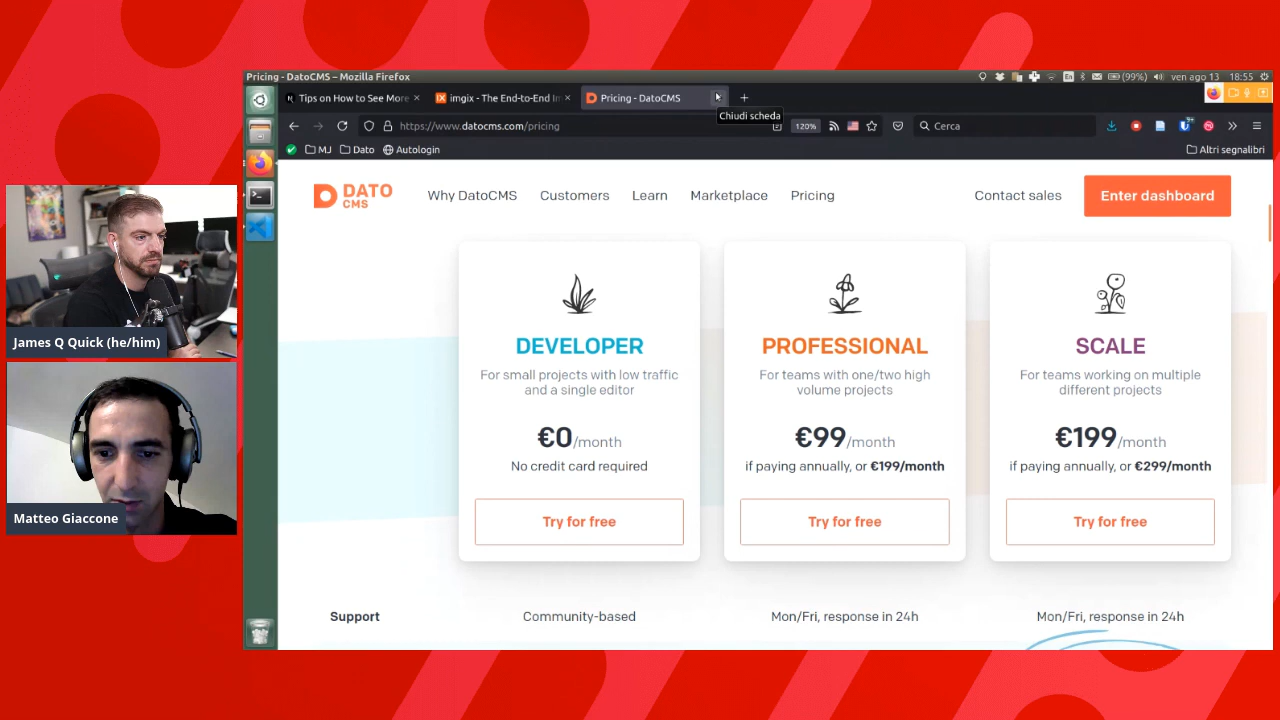 Pricing - DatoCMS – Mozilla Firefox
En
(99%)
ven ago 13
18:55
Tips on How to See More
imgix - The End-to-End Im
Pricing - DatoCMS
Chiudi scheda
https://www.datocms.com/pricing
120%
Cerca
MJ
Dato
Autologin
Altri segnalibri
DATO
CMS
Why DatoCMS
Customers
Learn
Marketplace
Pricing
Contact sales
Enter dashboard
DEVELOPER
For small projects with low traffic
and a single editor
€0/month
No credit card required
Try for free
PROFESSIONAL
For teams with one/two high
volume projects
€99/month
if paying annually, or €199/month
Try for free
SCALE
For teams working on multiple
different projects
€199/month
if paying annually, or €299/month
Try for free
Support
Community-based
Mon/Fri, response in 24h
Mon/Fri, response in 24h
James Q Quick (he/him)
Matteo Giaccone